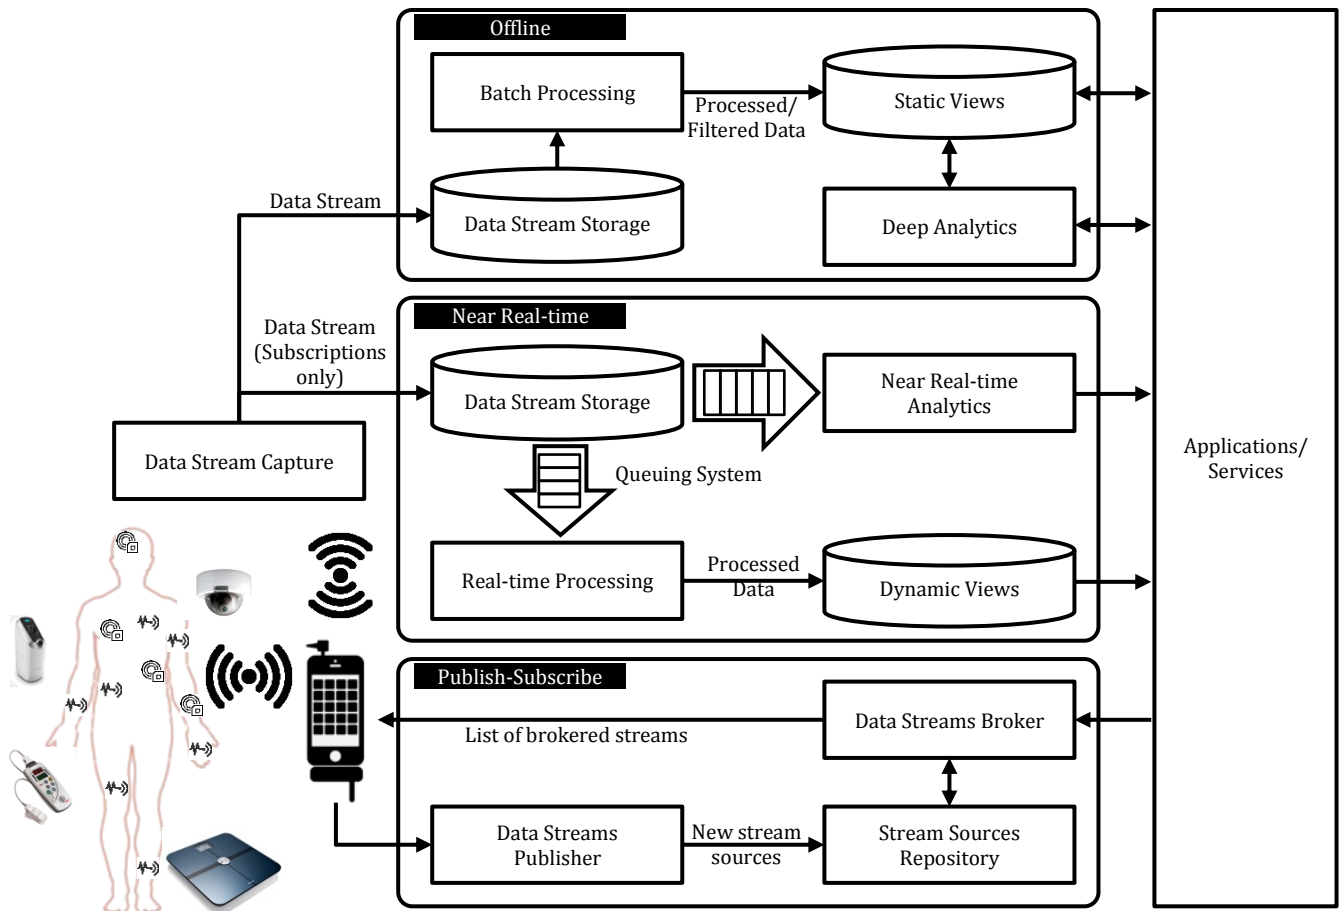 Offline
Batch Processing
Processed/
Filtered Data
Static Views
Data Stream
Data Stream Storage
Deep Analytics
Near Real-time
Data Stream
(Subscriptions
only)
Data Stream Storage
Near Real-time
Analytics
Data Stream Capture
Queuing System
Applications/
Services
Real-time Processing
Processed
Data
Dynamic Views
Publish-Subscribe
Data Streams Broker
List of brokered streams
Data Streams
Publisher
New stream
sources
Stream Sources
Repository